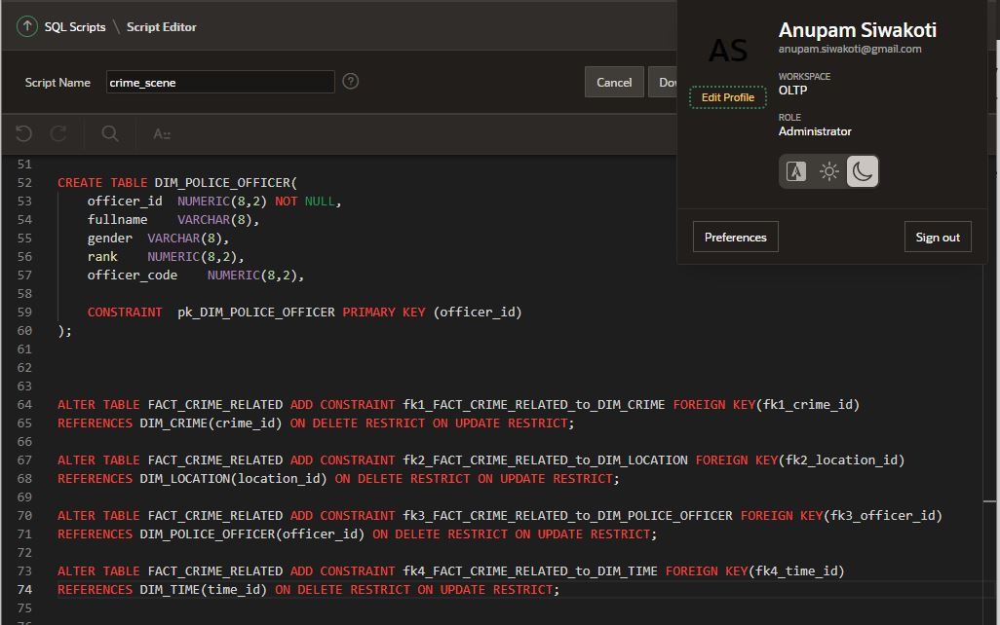 SQL Scripts \ Script Editor
Anupam Siwakoti
anupam.siwakoti@gmail.com
AS
Edit Profile
WORKSPACE
OLTP
ROLE
Administrator
Preferences
Sign out
Script Name crime_scene ?
Cancel
Dow
A::
51
52 CREATE TABLE DIM_POLICE_OFFICER(
53 officer_id NUMERIC(8,2) NOT NULL,
54 fullname VARCHAR(8),
55 gender VARCHAR(8),
56 rank NUMERIC(8,2),
57 officer_code NUMERIC(8,2),
58
59 CONSTRAINT pk_DIM_POLICE_OFFICER PRIMARY KEY (officer_id)
60 );
61
62
63
64 ALTER TABLE FACT_CRIME_RELATED ADD CONSTRAINT fk1_FACT_CRIME_RELATED_to_DIM_CRIME FOREIGN KEY(fk1_crime_id)
65 REFERENCES DIM_CRIME(crime_id) ON DELETE RESTRICT ON UPDATE RESTRICT;
66
67 ALTER TABLE FACT_CRIME_RELATED ADD CONSTRAINT fk2_FACT_CRIME_RELATED_to_DIM_LOCATION FOREIGN KEY(fk2_location_id)
68 REFERENCES DIM_LOCATION(location_id) ON DELETE RESTRICT ON UPDATE RESTRICT;
69
70 ALTER TABLE FACT_CRIME_RELATED ADD CONSTRAINT fk3_FACT_CRIME_RELATED_to_DIM_POLICE_OFFICER FOREIGN KEY(fk3_officer_id)
71 REFERENCES DIM_POLICE_OFFICER(officer_id) ON DELETE RESTRICT ON UPDATE RESTRICT;
72
73 ALTER TABLE FACT_CRIME_RELATED ADD CONSTRAINT fk4_FACT_CRIME_RELATED_to_DIM_TIME FOREIGN KEY(fk4_time_id)
74 REFERENCES DIM_TIME(time_id) ON DELETE RESTRICT ON UPDATE RESTRICT;
75